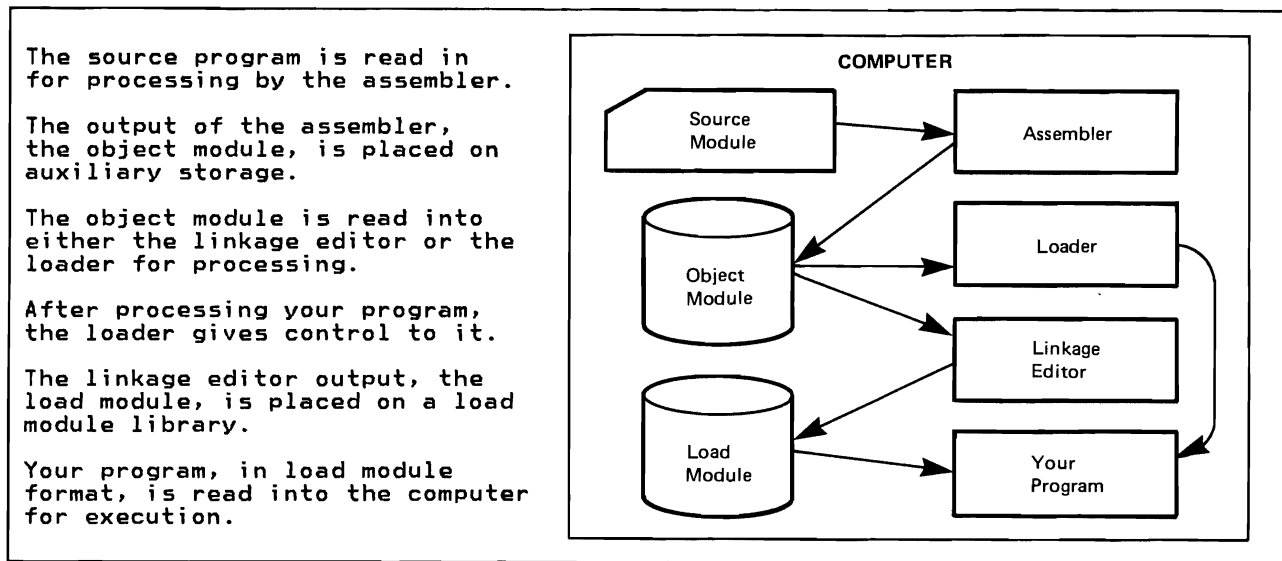 The source program is read in
for processing by the assembler.
The output of the assembler,
the object module, is placed on
auxiliary storage.
The object module is read into
either the linkage editor or the
loader for processing.
After processing your program,
the loader gives control to it.
The linkage editor output, the
load module, is placed on a load
module library.
Your program, in load module
format, is read into the computer
for execution.
COMPUTER
Source
Module
Assembler
Object
Module
Loader
Linkage
Editor
Load
Module
Your
Program